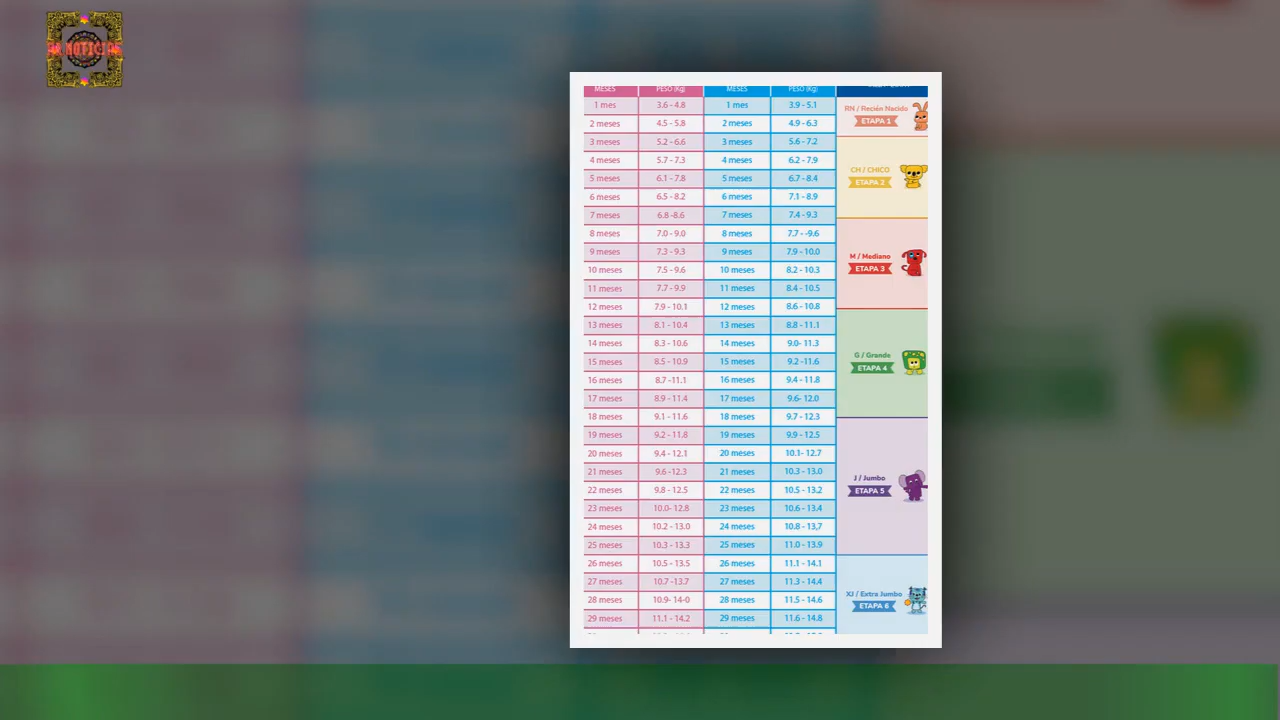 NOTICI
MESES PESO (Kg) MESES PESO (Kg)
1 mes 3.6 - 4.8 1 mes 3.9 - 5.1
RN / Recién Nacido
ETAPA 1
2 meses 4.5 - 5.8 2 meses 4.9 - 6.3
3 meses 5.2 - 6.6 3 meses 5.6 - 7.2
4 meses 5.7 - 7.3 4 meses 6.2 - 7.9
CH / CHICO
5 meses 6.1 - 7.8 5 meses 6.7 - 8.4
ETAPA 2
6 meses 6.5 - 8.2 6 meses 7.1 - 8.9
7 meses 6.8 -8.6 7 meses 7.4 - 9.3
8 meses 7.0 - 9.0 8 meses 7.7 - -9.6
9 meses 7.3 - 9.3 9 meses 7.9 - 10.0
M / Mediano
10 meses 7.5 - 9.6 10 meses 8.2 - 10.3
ETAPA 3
11 meses 7.7 - 9.9 11 meses 8.4 - 10.5
12 meses 7.9 - 10.1 12 meses 8.6 - 10.8
13 meses 8.1 - 10.4 13 meses 8.8 - 11.1
14 meses 8.3 - 10.6 14 meses 9.0- 11.3
G / Grande
15 meses 8.5 - 10.9 15 meses 9.2 -11.6
ETAPA 4
16 meses 8.7 -11.1 16 meses 9.4 - 11.8
17 meses 8.9 - 11.4 17 meses 9.6- 12.0
18 meses 9.1 - 11.6 18 meses 9.7 - 12.3
19 meses 9.2 - 11.8 19 meses 9.9 - 12.5
20 meses 9.4 - 12.1 20 meses 10.1- 12.7
21 meses 9.6 -12.3 21 meses 10.3 - 13.0
J / Jumbo
22 meses 9.8 - 12.5 22 meses 10.5 - 13.2
ETAPA 5
23 meses 10.0- 12.8 23 meses 10.6 - 13.4
24 meses 10.2 - 13.0 24 meses 10.8 - 13,7
25 meses 10.3 - 13.3 25 meses 11.0 - 13.9
26 meses 10.5 - 13.5 26 meses 11.1 - 14.1
27 meses 10.7 -13.7 27 meses 11.3 - 14.4
XJ / Extra Jumbo
28 meses 10.9- 14-0 28 meses 11.5 - 14.6
ETAPA 6
29 meses 11.1 - 14.2 29 meses 11.6 - 14.8